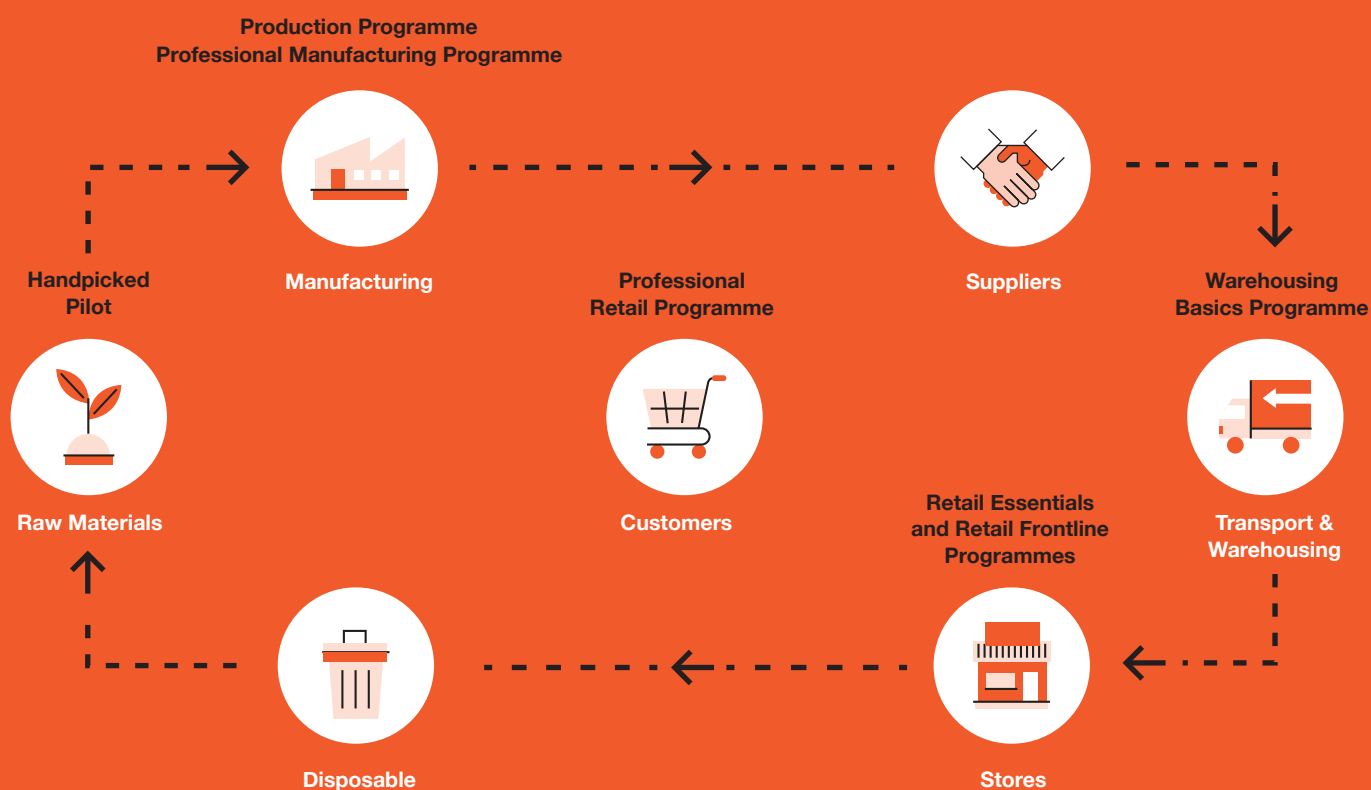 Production Programme
Professional Manufacturing Programme
Handpicked
Pilot
Manufacturing
Professional
Retail Programme
Suppliers
Warehousing
Basics Programme
Raw Materials
Customers
Retail Essentials
and Retail Frontline
Programmes
Transport &
Warehousing
Disposable
Stores